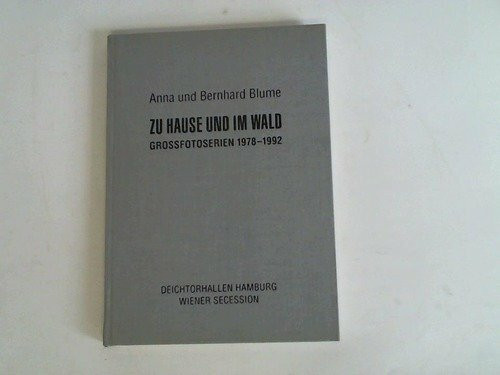 Anna und Bernhard Blume
ZU HAUSE UND IM WALD
GROSSFOTOSERIEN 1978–1992
DEICHTORHALLEN HAMBURG
WIENER SECESSION